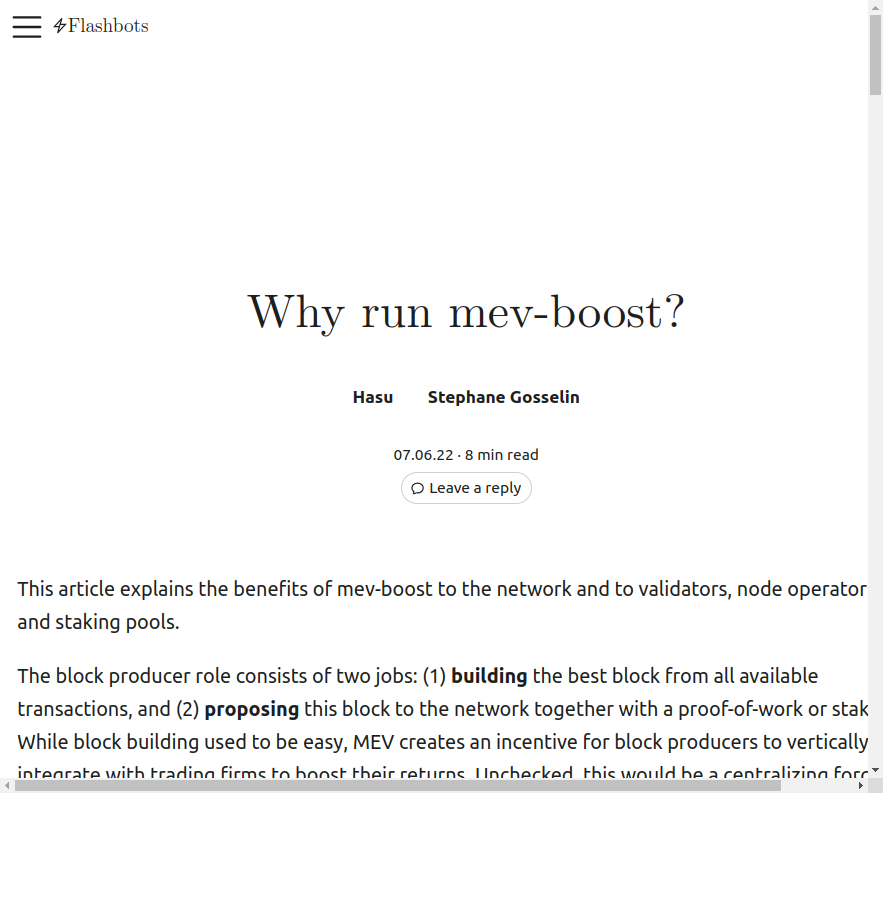 Flashbots
Why run mev-boost?
Hasu Stephane Gosselin
07.06.22 · 8 min read
Leave a reply
This article explains the benefits of mev-boost to the network and to validators, node operator
and staking pools.
The block producer role consists of two jobs: (1) building the best block from all available
transactions, and (2) proposing this block to the network together with a proof-of-work or stak
While block building used to be easy, MEV creates an incentive for block producers to vertically
integrate with trading firms to boost their returns. Unchecked, this would be a centralizing forc